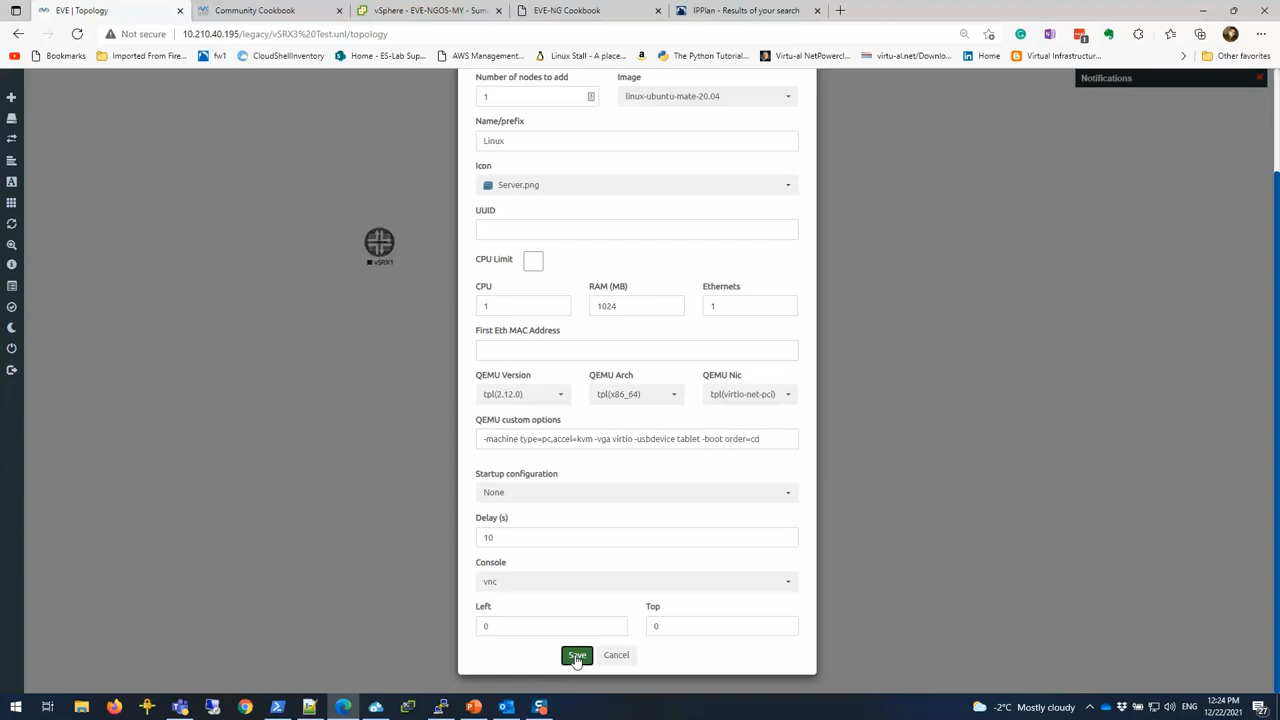 EVE | Topology
Community Cookbook
vSphere - EVE-NGOS-MY - Summ
EVE-NG Cookbook
IPPlan - Results of your search
Not secure
10.210.40.195/legacy/vSRX3%20Test.unl/topology
1
Bookmarks
Imported From Fire...
fw1
CloudShellInventory
Home - ES-Lab Sup...
AWS Management...
Linux Stall - A place...
The Python Tutorial...
Virtu-al NetPowercl...
virtu-al.net/Downlo...
Home
Virtual Infrastructur...
Other favorites
Notifications
Number of nodes to add
Image
1
linux-ubuntu-mate-20.04
Name/prefix
Linux
Icon
Server.png
UUID
CPU Limit
vSRX1
CPU
RAM (MB)
Ethernets
1
1024
1
First Eth MAC Address
QEMU Version
QEMU Arch
QEMU Nic
tpl(2.12.0)
tpl(x86_64)
tpl(virtio-net-pci)
QEMU custom options
-machine type=pc,accel=kvm -vga virtio -usbdevice tablet -boot order=cd
Startup configuration
None
Delay (s)
10
Console
vnc
Left
Top
0
0
Save
Cancel
-2°C Mostly cloudy
12:24 PM
12/22/2021
27